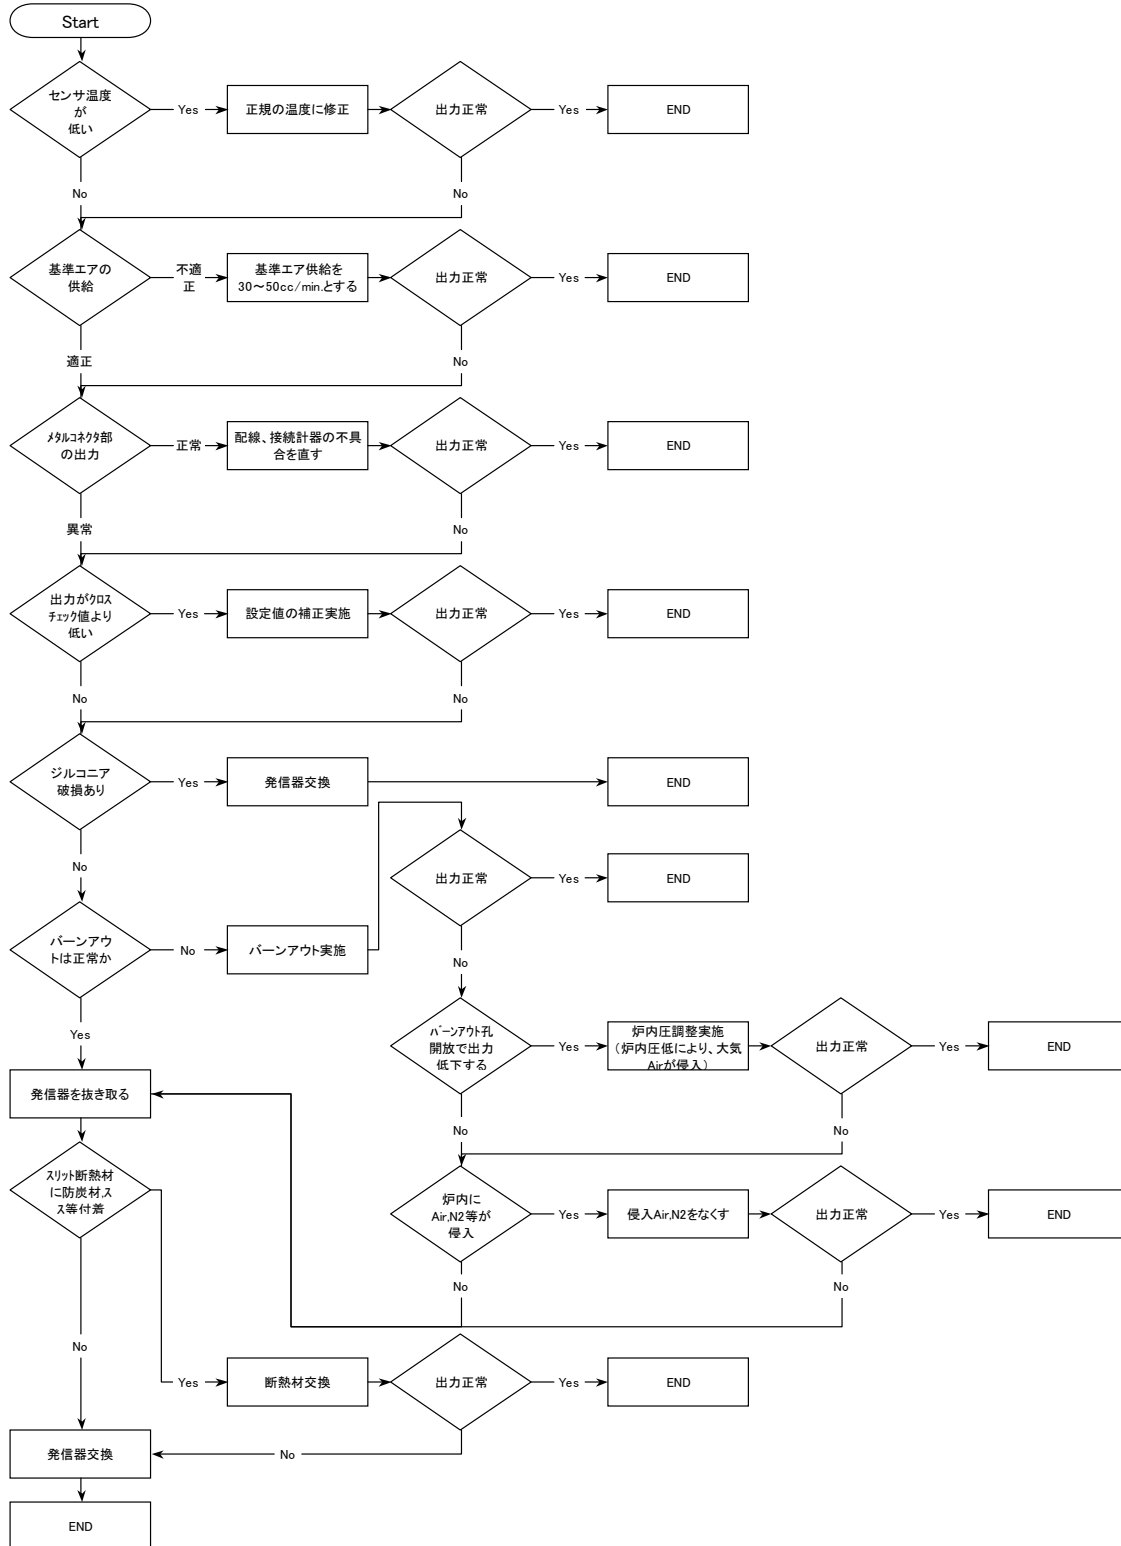 Start
センサ温度
が
低い
Yes
正規の温度に修正
出力正常
Yes
END
No
No
基準エアの
供給
不適
正
基準エア供給を
30～50cc/min.とする
出力正常
Yes
END
適正
No
ﾒﾀﾙｺﾈｸﾀ部
の出力
正常
配線、接続計器の不具
合を直す
出力正常
Yes
END
異常
No
出力がｸﾛｽ
ﾁｪｯｸ値より
低い
Yes
設定値の補正実施
出力正常
Yes
END
No
No
ジルコニア
破損あり
Yes
発信器交換
END
No
出力正常
Yes
END
バーンアウ
トは正常か
No
バーンアウト実施
No
Yes
ﾊﾞｰﾝｱｳﾄ孔
開放で出力
低下する
Yes
炉内圧調整実施
（炉内圧低により、大気
Airが侵入）
出力正常
Yes
END
発信器を抜き取る
No
No
ｽﾘｯﾄ断熱材
に防炭材,ｽ
ｽ等付着
炉内に
Air,N2等が
侵入
Yes
侵入Air,N2をなくす
出力正常
Yes
END
No
No
No
Yes
断熱材交換
出力正常
Yes
END
発信器交換
No
END